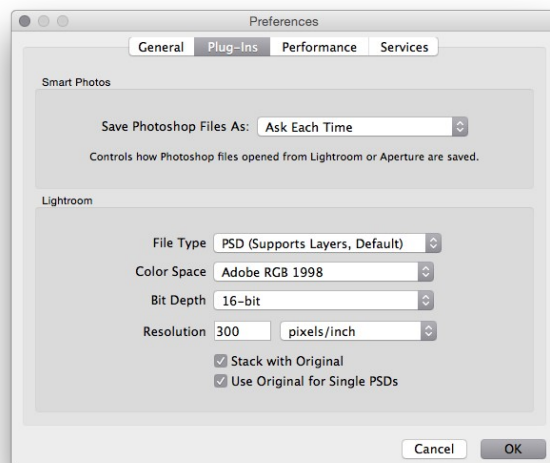 Preferences
General Plug-Ins Performance Services
Smart Photos
Save Photoshop Files As: Ask Each Time
Controls how Photoshop files opened from Lightroom or Aperture are saved.
Lightroom
File Type PSD (Supports Layers, Default)
Color Space Adobe RGB 1998
Bit Depth 16-bit
Resolution 300 pixels/inch
Stack with Original
Use Original for Single PSDs
Cancel OK